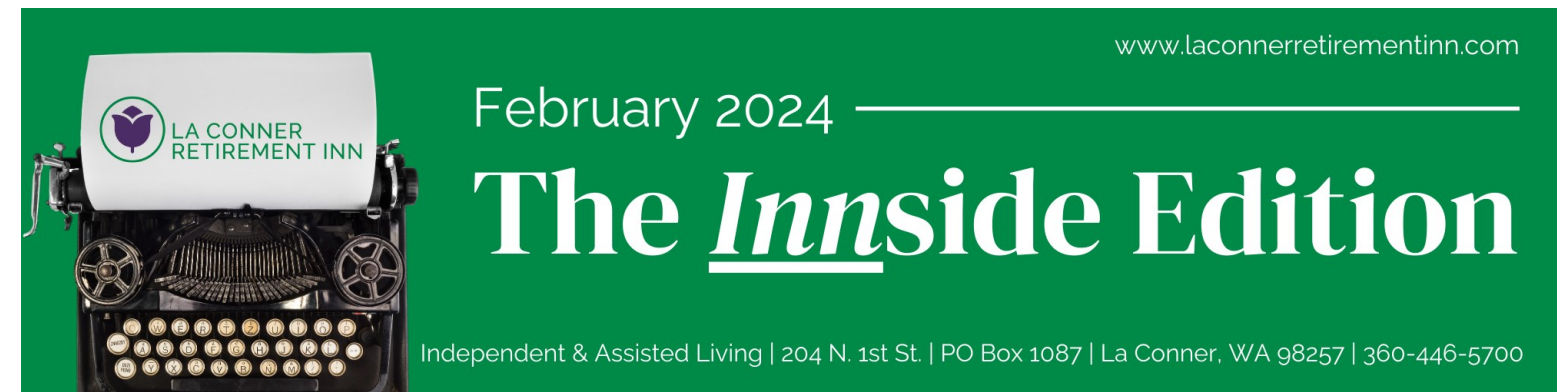 www.laconnerretirementinn.com
February 2024
The Innside Edition
LA CONNER
RETIREMENT INN
Independent & Assisted Living | 204 N. 1st St. | PO Box 1087 | La Conner, WA 98257 | 360-446-5700